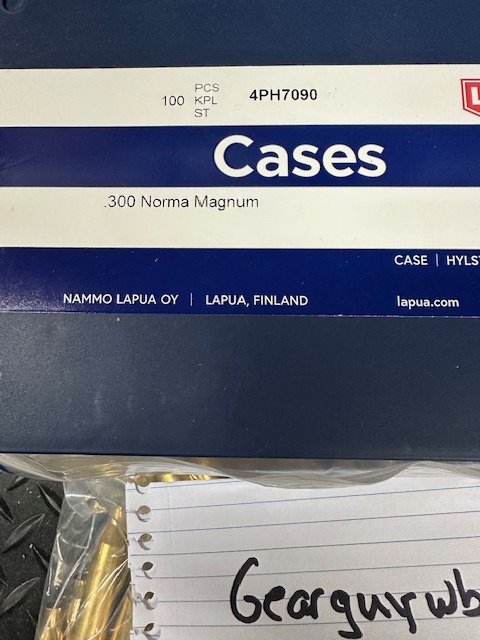 PCS
100 KPL 4PH7090
ST
Cases
.300 Norma Magnum
CASE | HYLS
NAMMO LAPUA OY | LAPUA, FINLAND lapua.com
Gearguywb